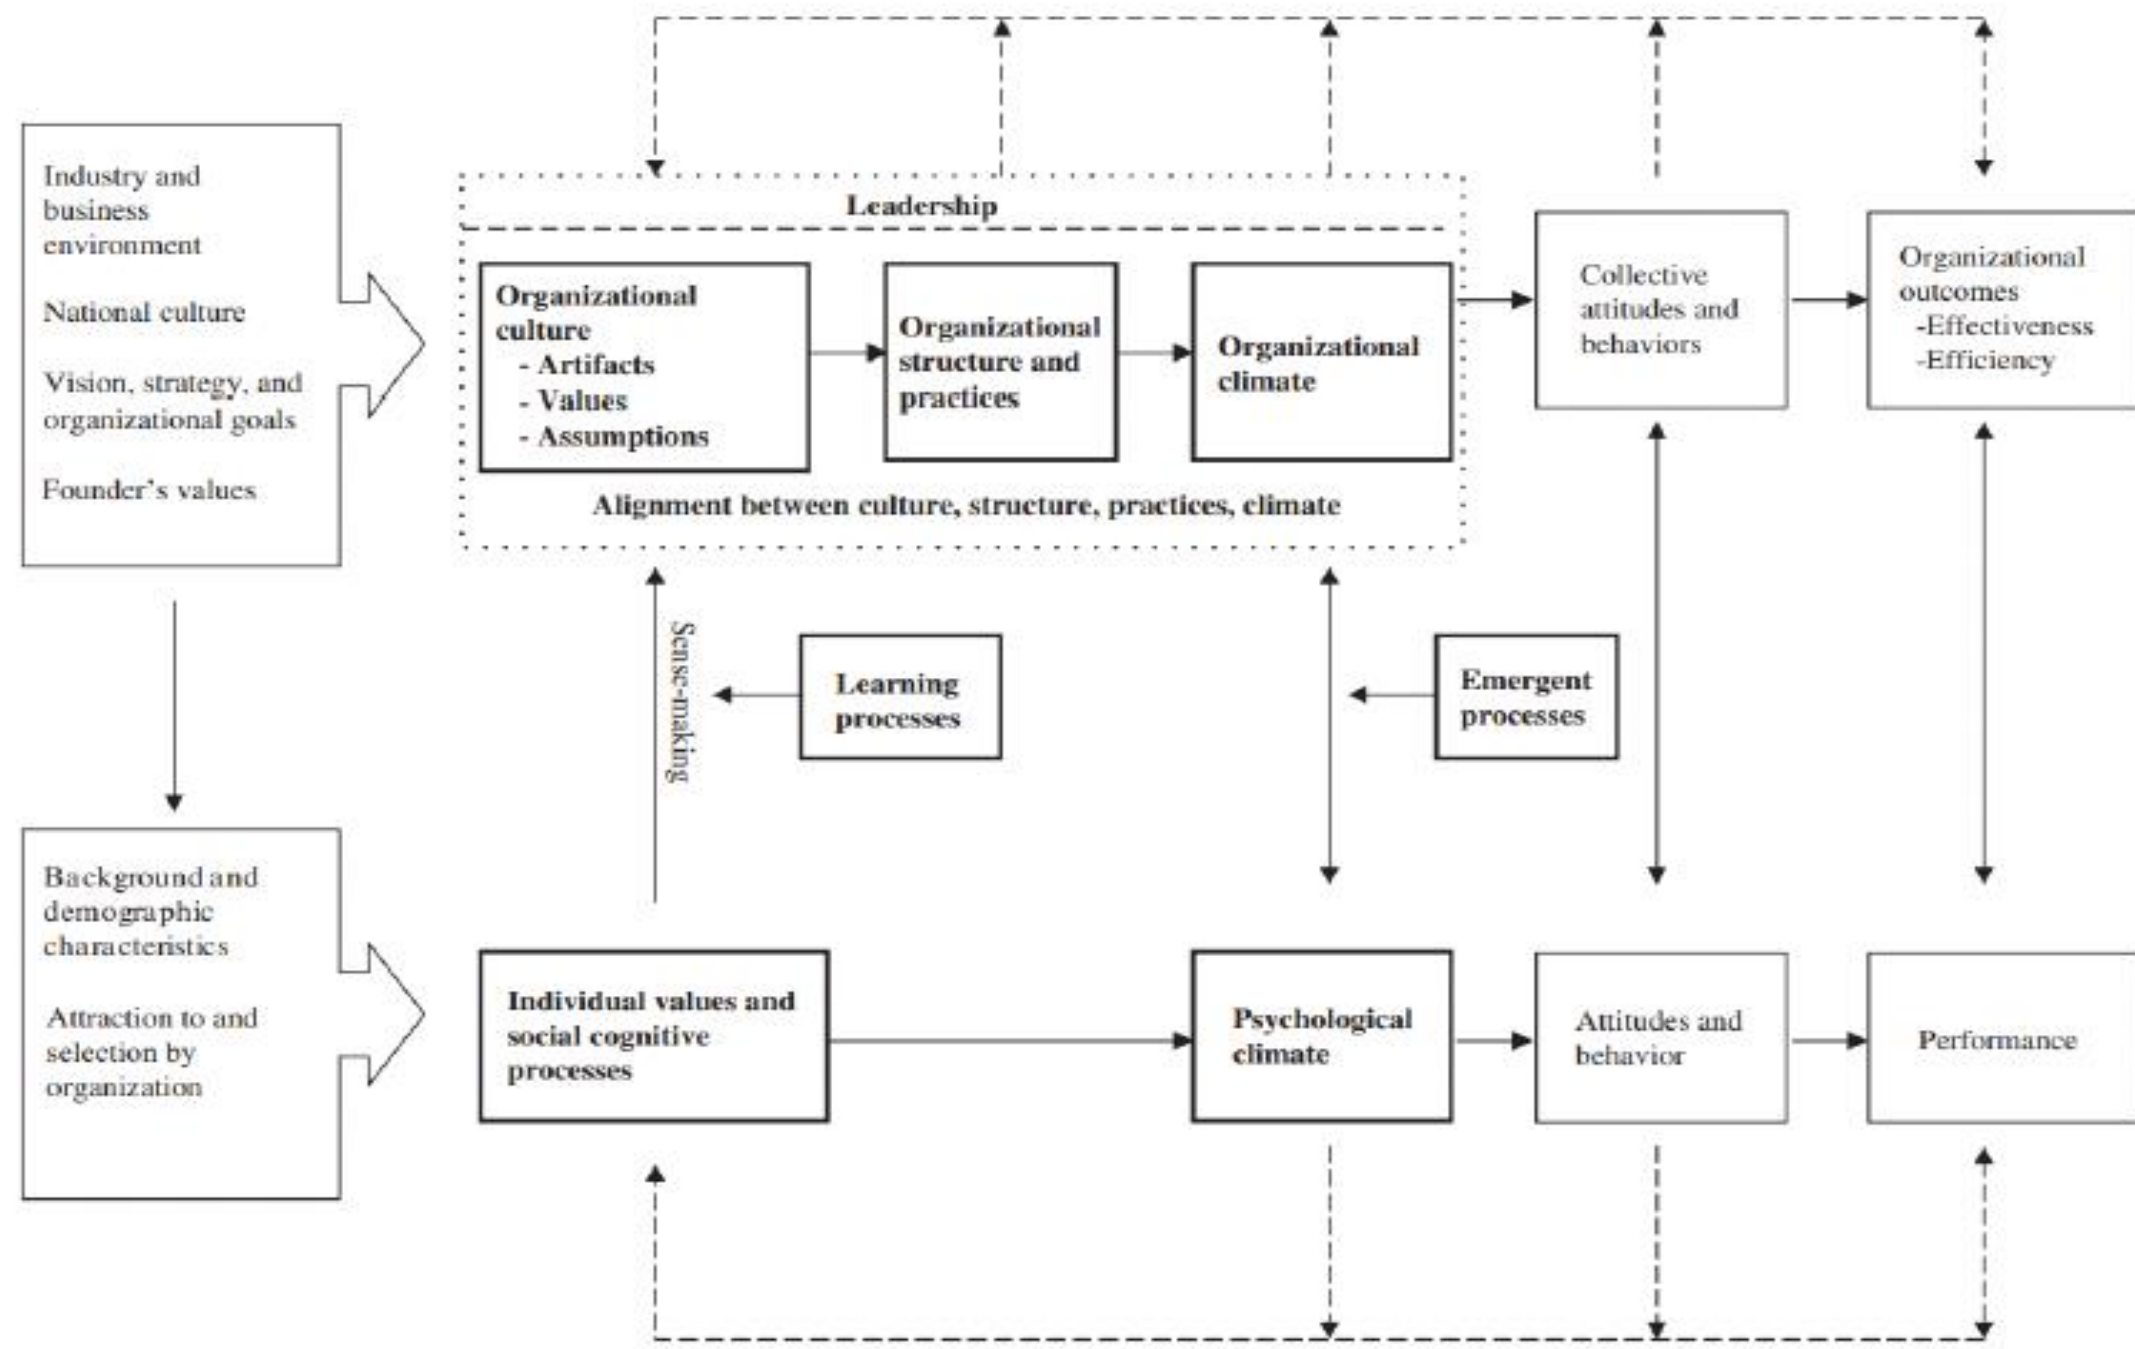 Industry and
business
environment
National culture
Vision, strategy, and
organizational goals
Founder's values
Leadership
Organizational
culture
- Artifacts
- Values
- Assumptions
Organizational
structure and
practices
Organizational
climate
Alignment between culture, structure, practices, climate
Collective
attitudes and
behaviors
Organizational
outcomes
-Effectiveness
-Efficiency
Sense-making
Learning
processes
Emergent
processes
Background and
demographic
characteristics
Attraction to and
selection by
organization
Individual values and
social cognitive
processes
Psychological
climate
Attitudes and
behavior
Performance